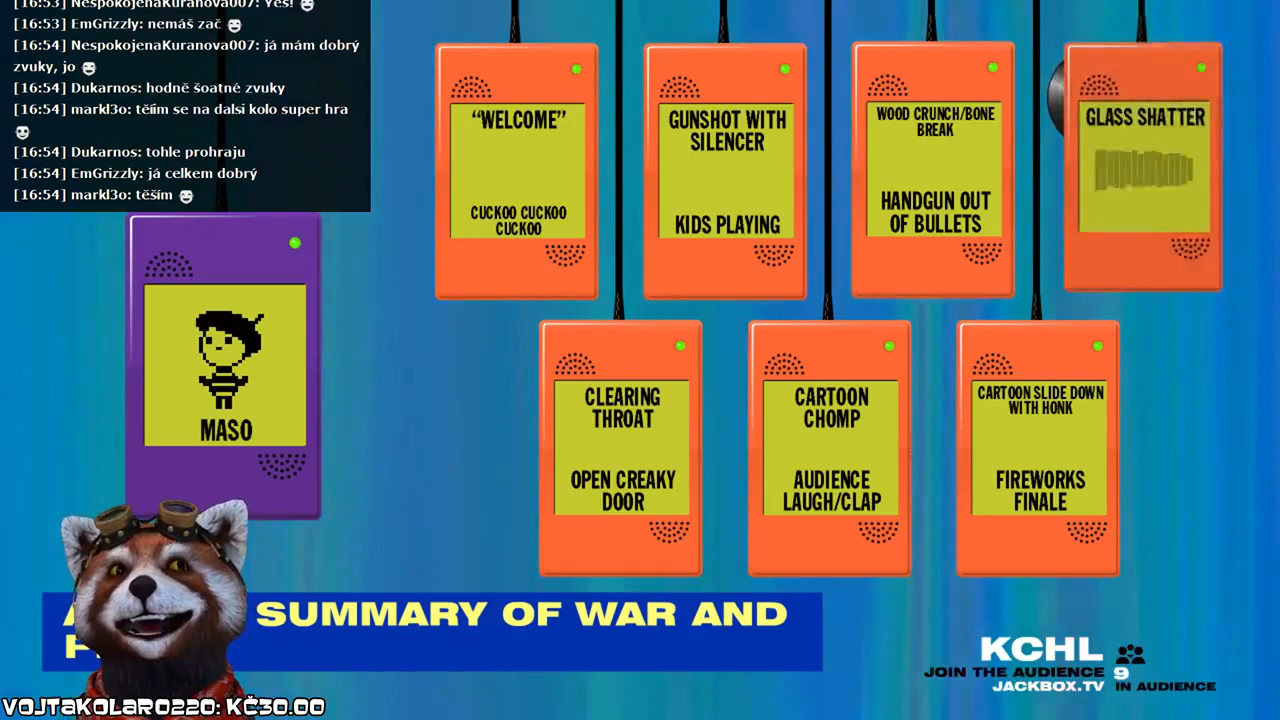 [16:53] NespokojenaKuranova007: Yes!
[16:53] EmGrizzly: nemáš zač
[16:54] NespokojenaKuranova007: já mám dobrý
zvuky, jo
[16:54] Dukarnos: hodně šoatné zvuky
[16:54] markl3o: těíím se na dalsi kolo super hra
[16:54] Dukarnos: tohle prohraju
[16:54] EmGrizzly: já celkem dobrý
[16:54] markl3o: těším
“WELCOME”
CUCKOO CUCKOO
CUCKOO
GUNSHOT WITH
SILENCER
KIDS PLAYING
WOOD CRUNCH/BONE
BREAK
HANDGUN OUT
OF BULLETS
GLASS SHATTER
MASO
CLEARING
THROAT
OPEN CREAKY
DOOR
CARTOON
CHOMP
AUDIENCE
LAUGH/CLAP
CARTOON SLIDE DOWN
WITH HONK
FIREWORKS
FINALE
SUMMARY OF WAR AND
KCHL
JOIN THE AUDIENCE 9
JACKBOX.TV IN AUDIENCE
VOJTAKOLAR0220: KČ30.00